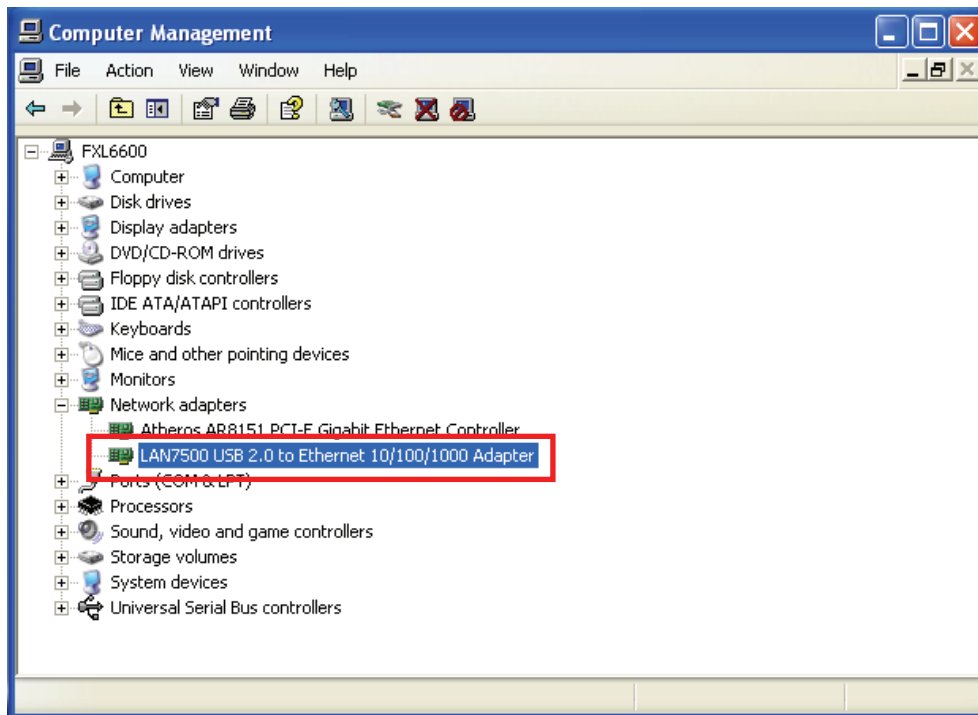 Computer Management
File Action View Window Help
FXL6600
Computer
Disk drives
Display adapters
DVD/CD-ROM drives
Floppy disk controllers
IDE ATA/ATAPI controllers
Keyboards
Mice and other pointing devices
Monitors
Network adapters
Atheros AR8151 PCI-E Gigabit Ethernet Controller
LAN7500 USB 2.0 to Ethernet 10/100/1000 Adapter
Ports (COM & LPT)
Processors
Sound, video and game controllers
Storage volumes
System devices
Universal Serial Bus controllers